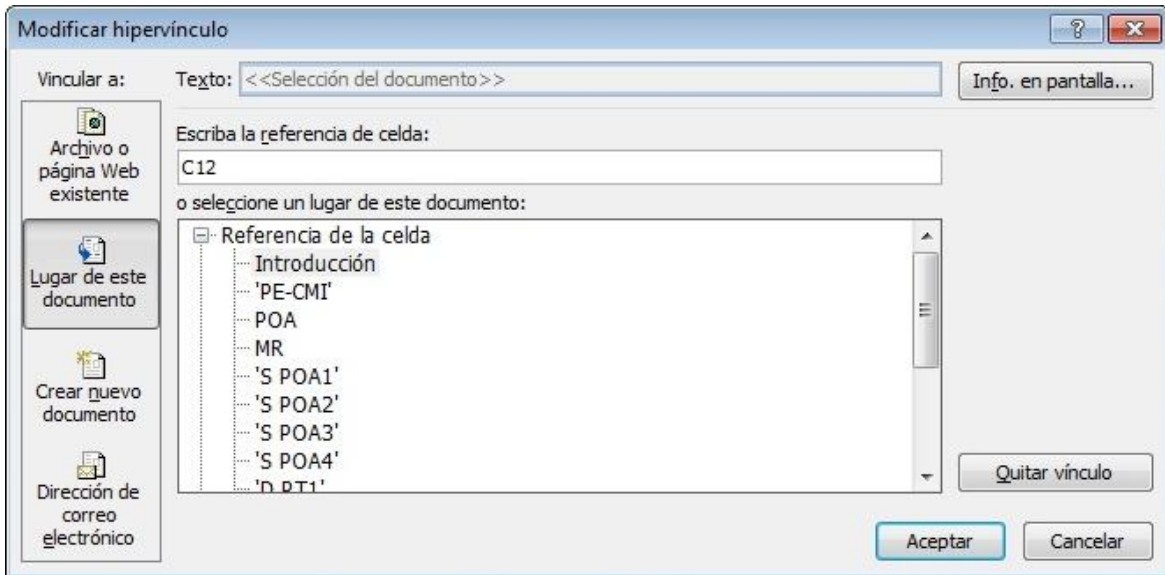 Modificar hipervínculo
Vincular a:
Texto: <<Selección del documento>>
Info. en pantalla...
Archivo o
página Web
existente
Lugar de este
documento
Crear nuevo
documento
Dirección de
correo
electrónico
Escriba la referencia de celda:
C12
o seleccione un lugar de este documento:
Referencia de la celda
Introducción
'PE-CMI'
POA
MR
'S POA1'
'S POA2'
'S POA3'
'S POA4'
'D PT1'
Quitar vínculo
Aceptar
Cancelar